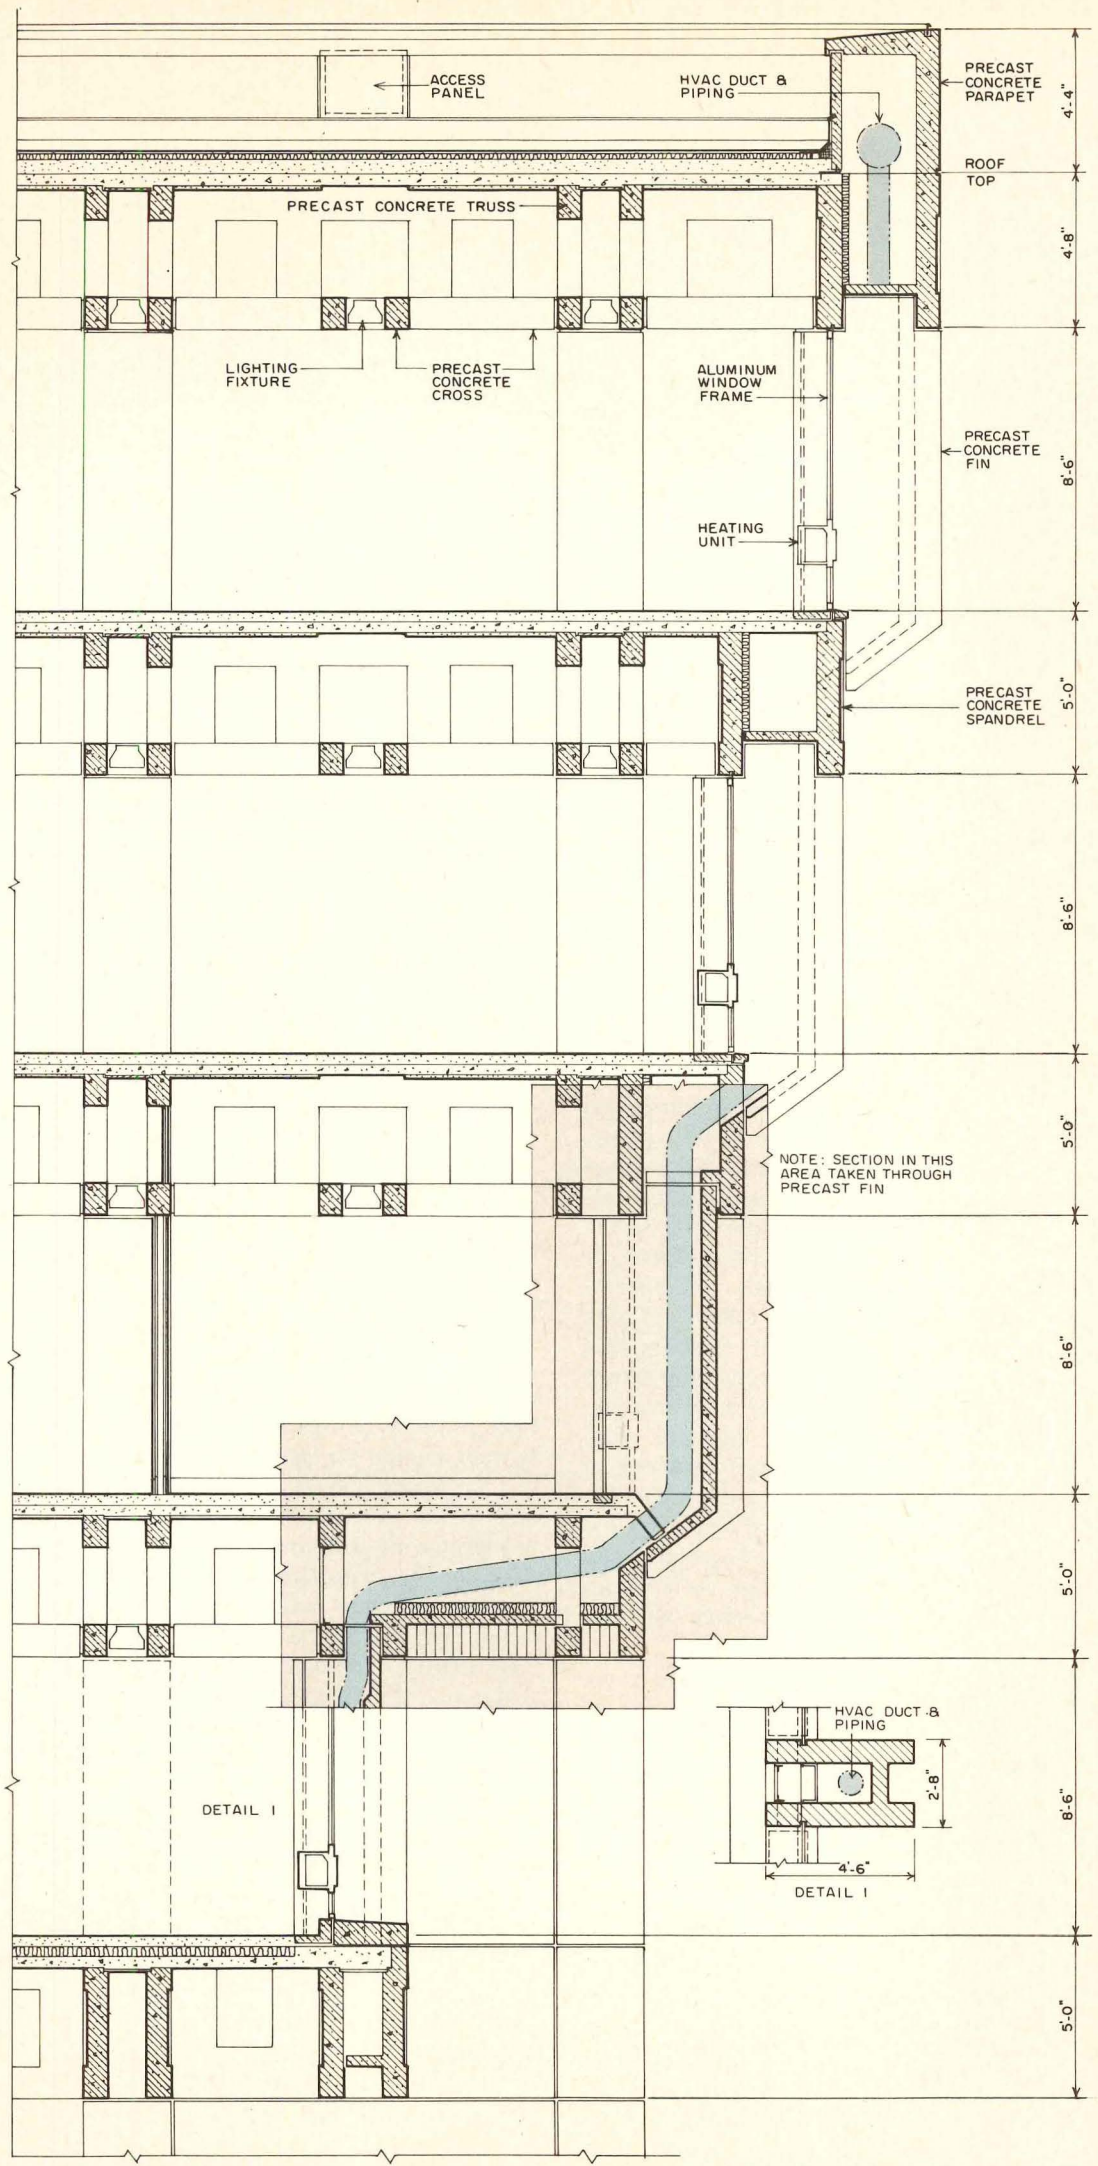 ACCESS
PANEL
HVAC DUCT &
PIPING
PRECAST
CONCRETE
PARAPET
4'-4"
ROOF
TOP
PRECAST CONCRETE TRUSS
4'-8"
LIGHTING
FIXTURE
PRECAST
CONCRETE
CROSS
ALUMINUM
WINDOW
FRAME
PRECAST
CONCRETE
FIN
8'-6"
HEATING
UNIT
5'-0"
PRECAST
CONCRETE
SPANDREL
8'-6"
5'-0"
NOTE: SECTION IN THIS
AREA TAKEN THROUGH
PRECAST FIN
8'-6"
5'-0"
HVAC DUCT &
PIPING
2'-8"
8'-6"
DETAIL 1
4'-6"
DETAIL 1
5'-0"